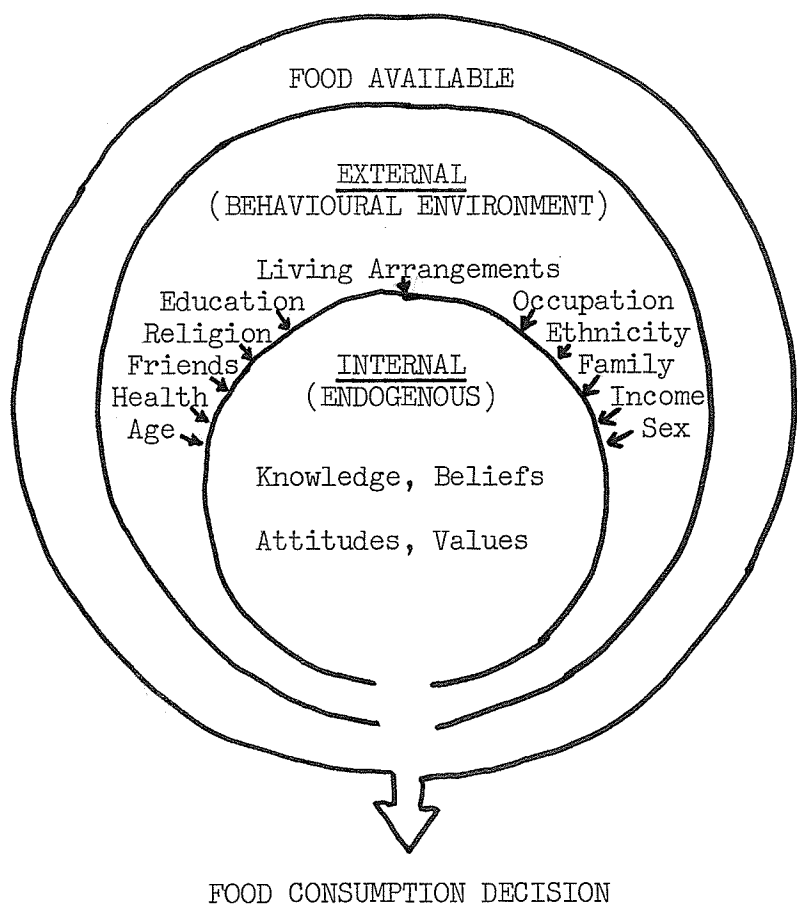 FOOD AVAILABLE
EXTERNAL
(BEHAVIOURAL ENVIRONMENT)
Living Arrangements
Education
Occupation
Religion
Ethnicity
Friends
Family
Health
Income
Age
Sex
INTERNAL
(ENDOGENOUS)
Knowledge, Beliefs
Attitudes, Values
FOOD CONSUMPTION DECISION